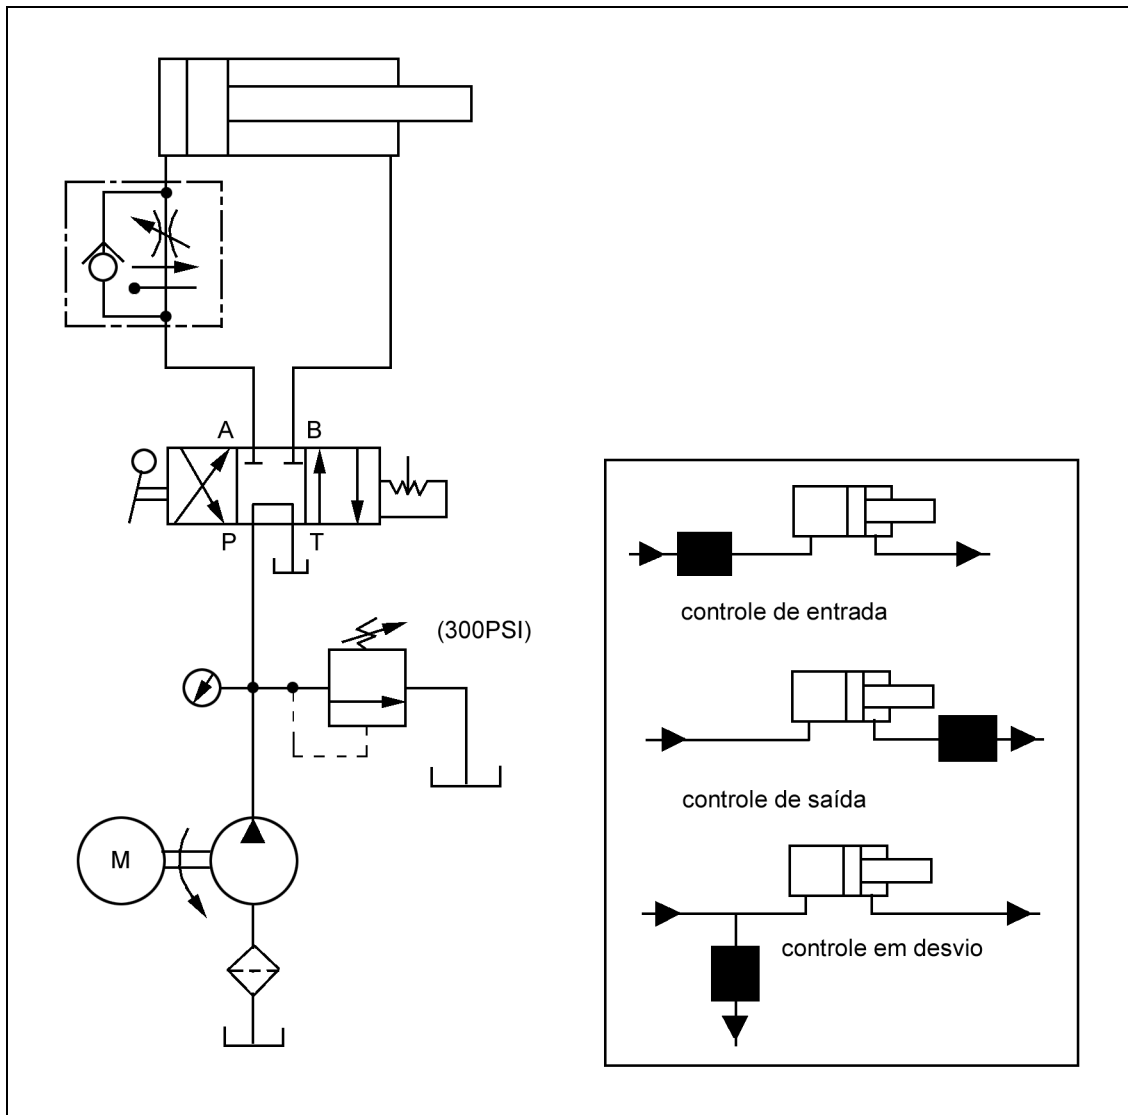 A B
P T
(300PSI)
M
controle de entrada
controle de saída
controle em desvio